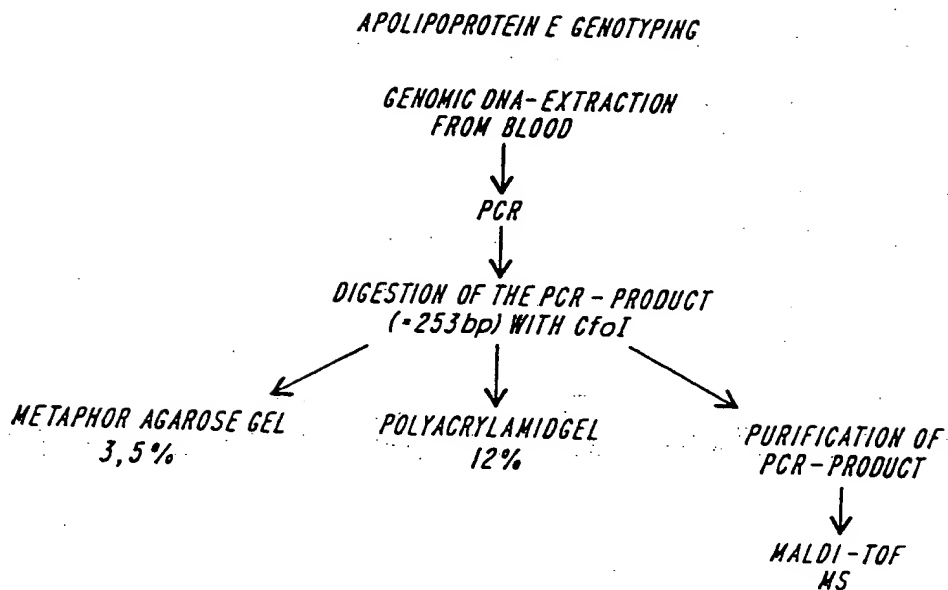 APOLIPOPROTEIN E GENOTYPING
GENOMIC DNA-EXTRACTION
FROM BLOOD
PCR
DIGESTION OF THE PCR-PRODUCT
(=253bp) WITH CfoI
METAPHOR AGAROSE GEL
3,5%
POLYACRYLAMIDGEL
12%
PURIFICATION OF
PCR-PRODUCT
MALDI-TOF
MS